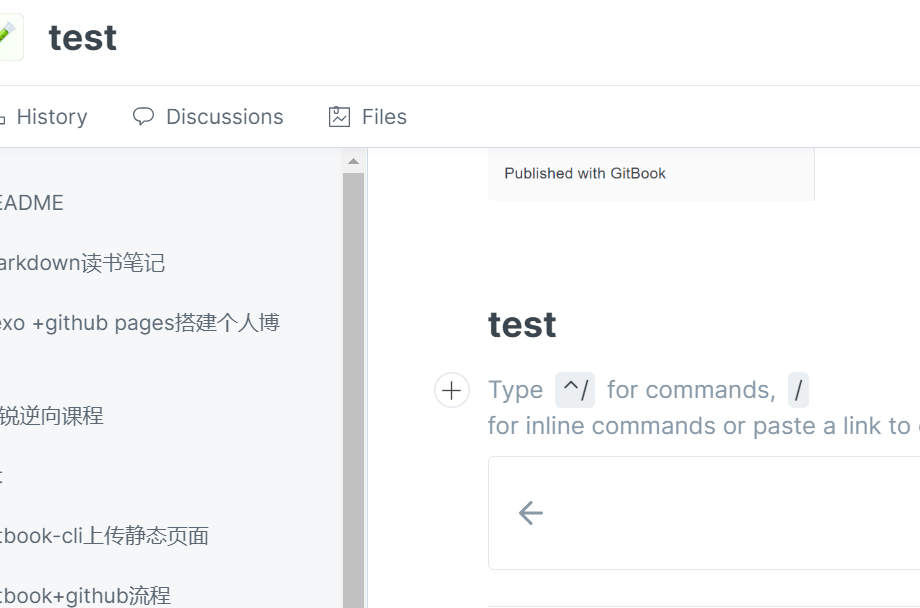 test
History
Discussions
Files
EADME
arkdown读书笔记
exo +github pages搭建个人博
锐逆向课程
tbook-cli上传静态页面
tbook+github流程
Published with GitBook
test
Type ^/ for commands, /
for inline commands or paste a link to